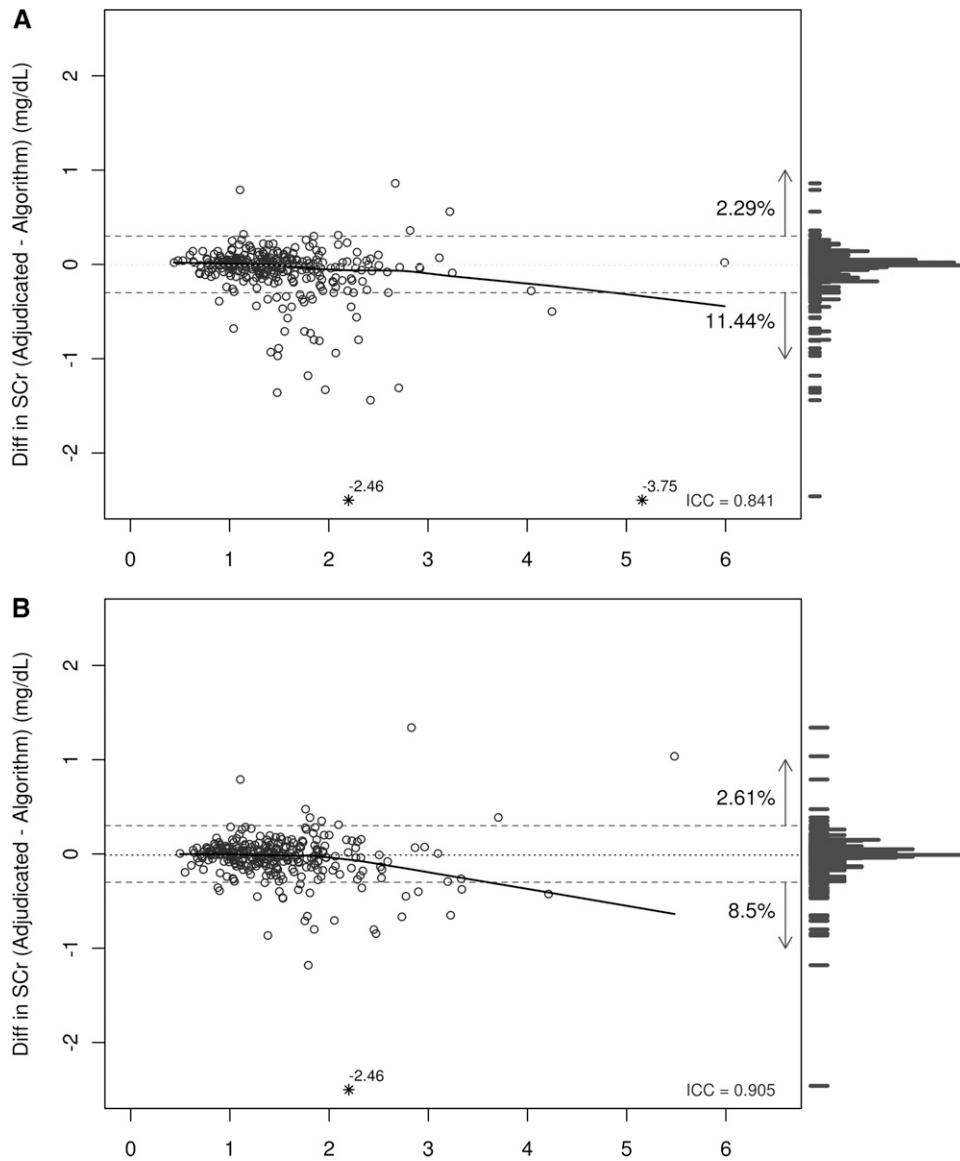 A
Diff in SCr (Adjudicated - Algorithm) (mg/dL)
2
1
0
-1
-2
2.29%
11.44%
-2.46
-3.75
ICC = 0.841
0 1 2 3 4 5 6
B
Diff in SCr (Adjudicated - Algorithm) (mg/dL)
2
1
0
-1
-2
2.61%
8.5%
-2.46
ICC = 0.905
0 1 2 3 4 5 6